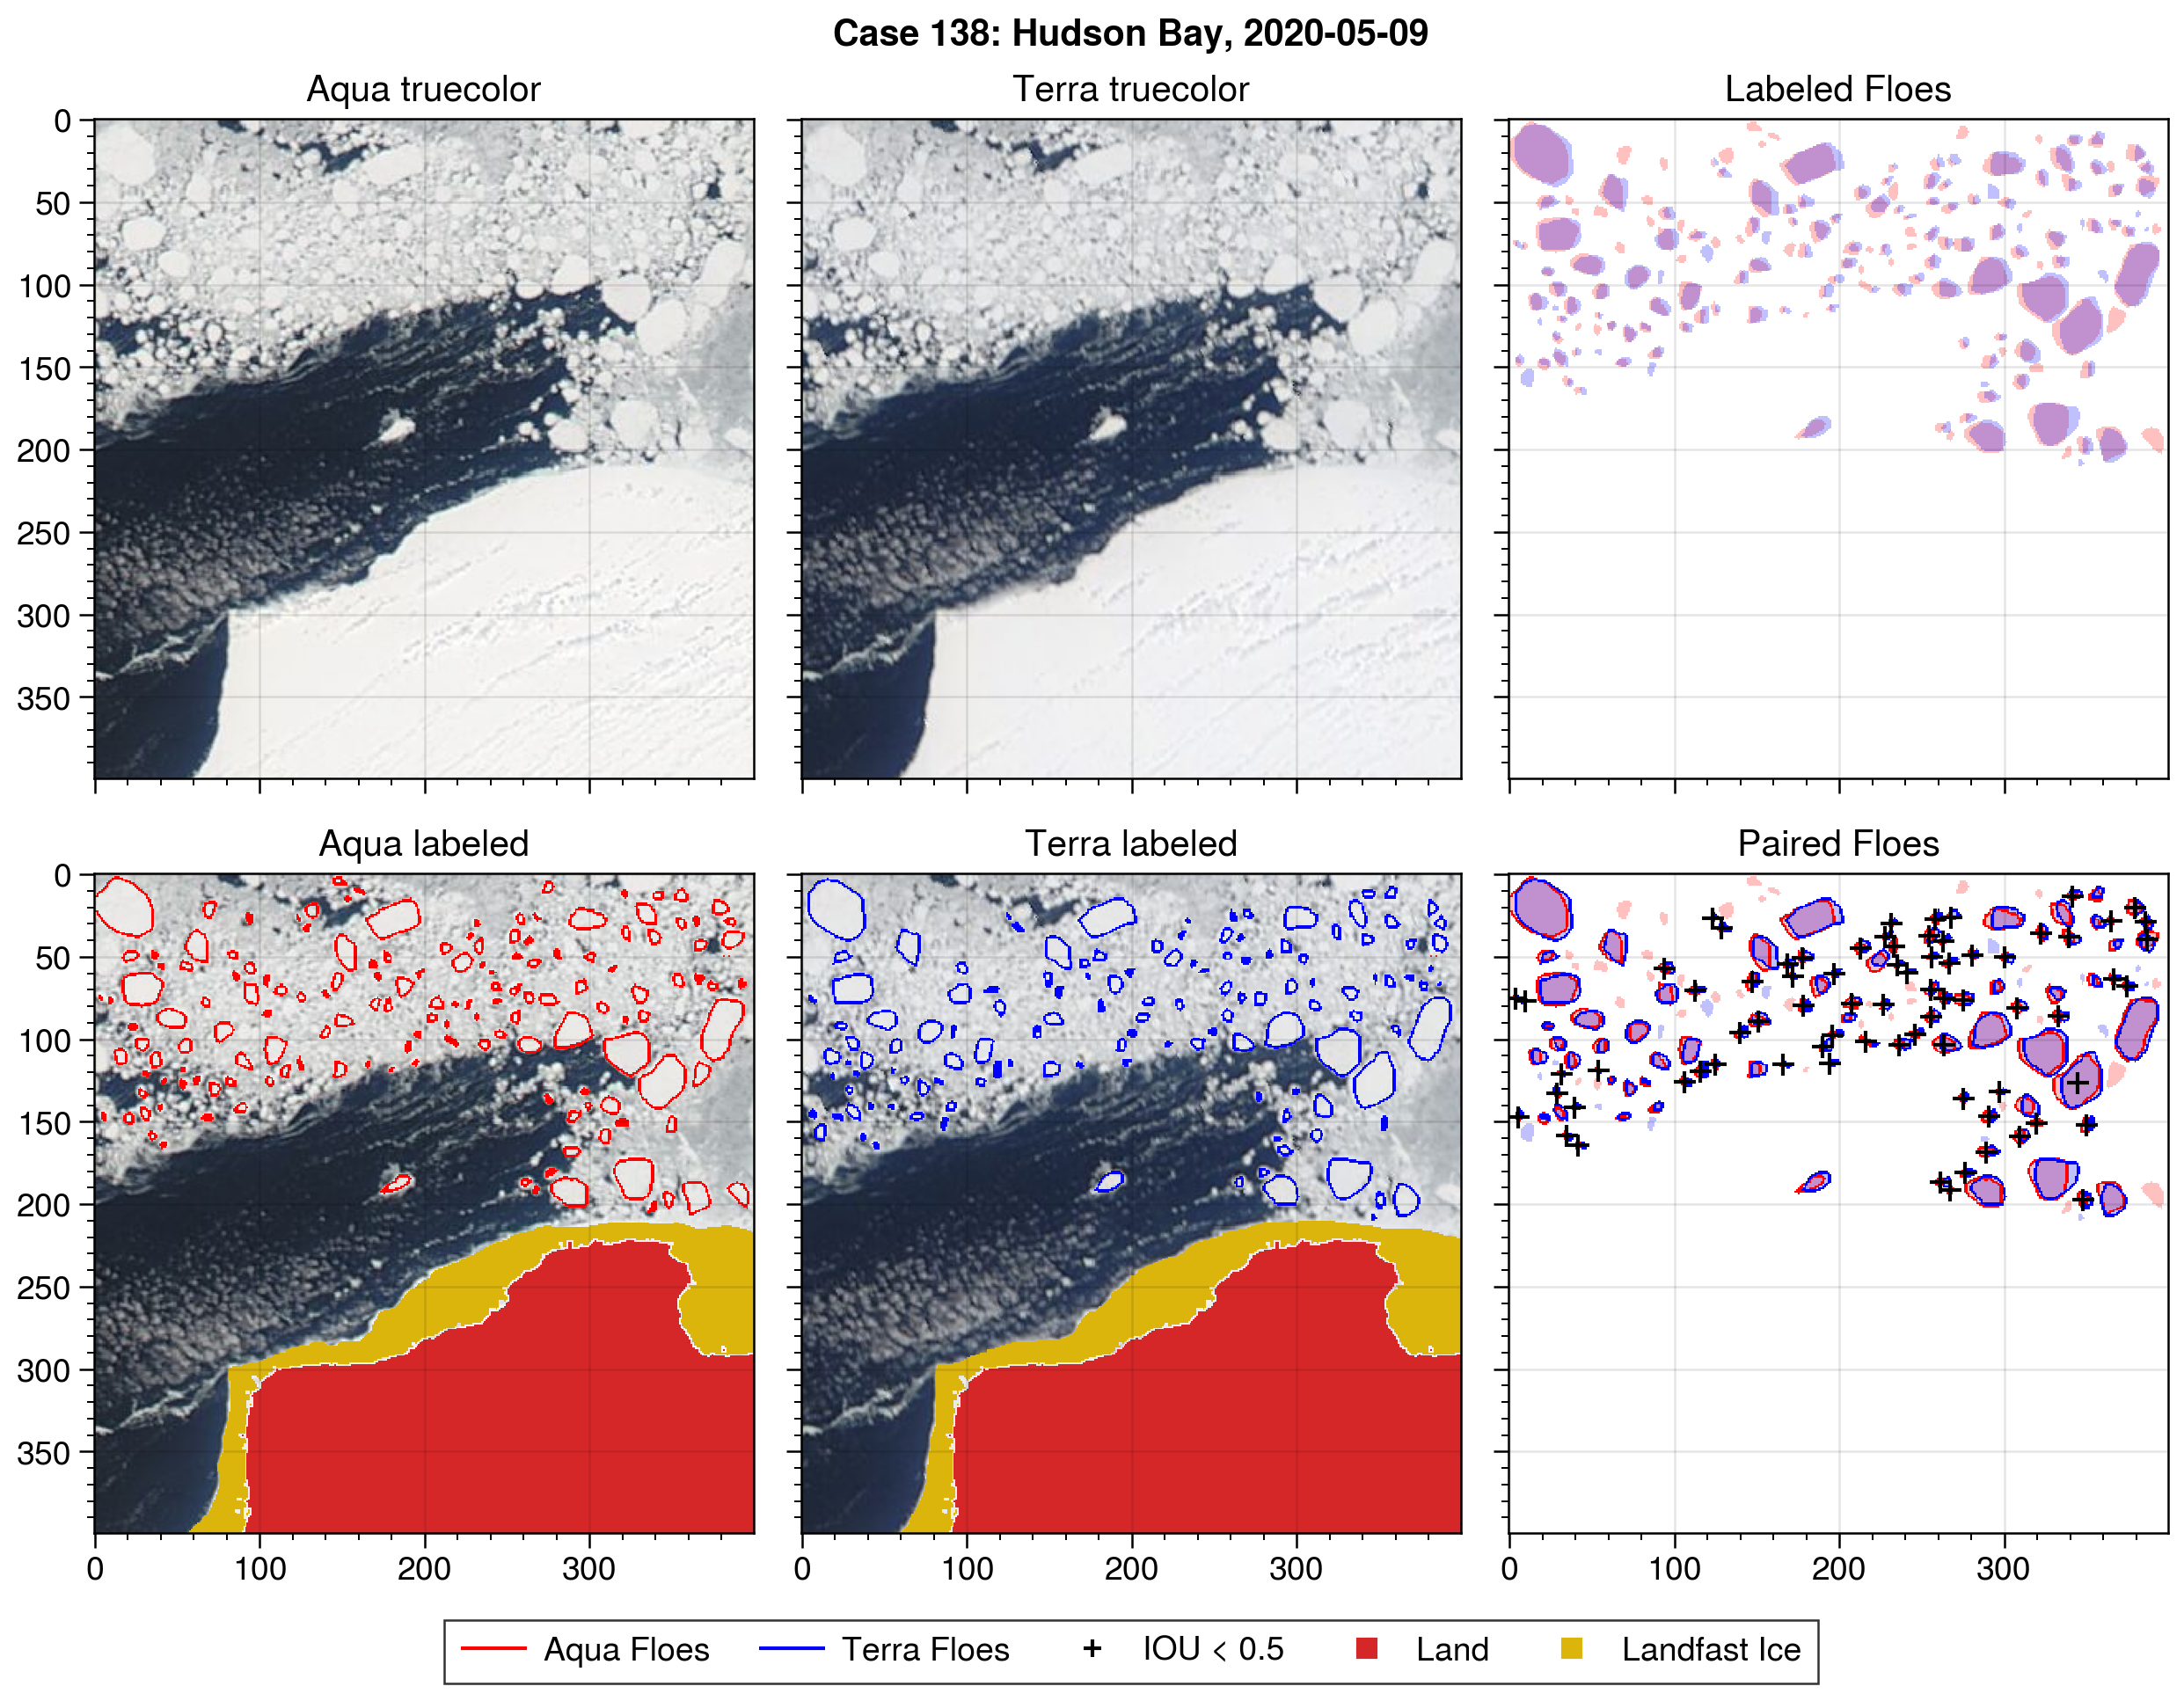 Case 138: Hudson Bay, 2020-05-09
Aqua truecolor
Terra truecolor
Labeled Floes
0
50
100
150
200
250
300
350
Aqua labeled
Terra labeled
Paired Floes
0
50
100
150
200
250
300
350
0 100 200 300
0 100 200 300
0 100 200 300
Aqua Floes Terra Floes IOU < 0.5 Land Landfast Ice